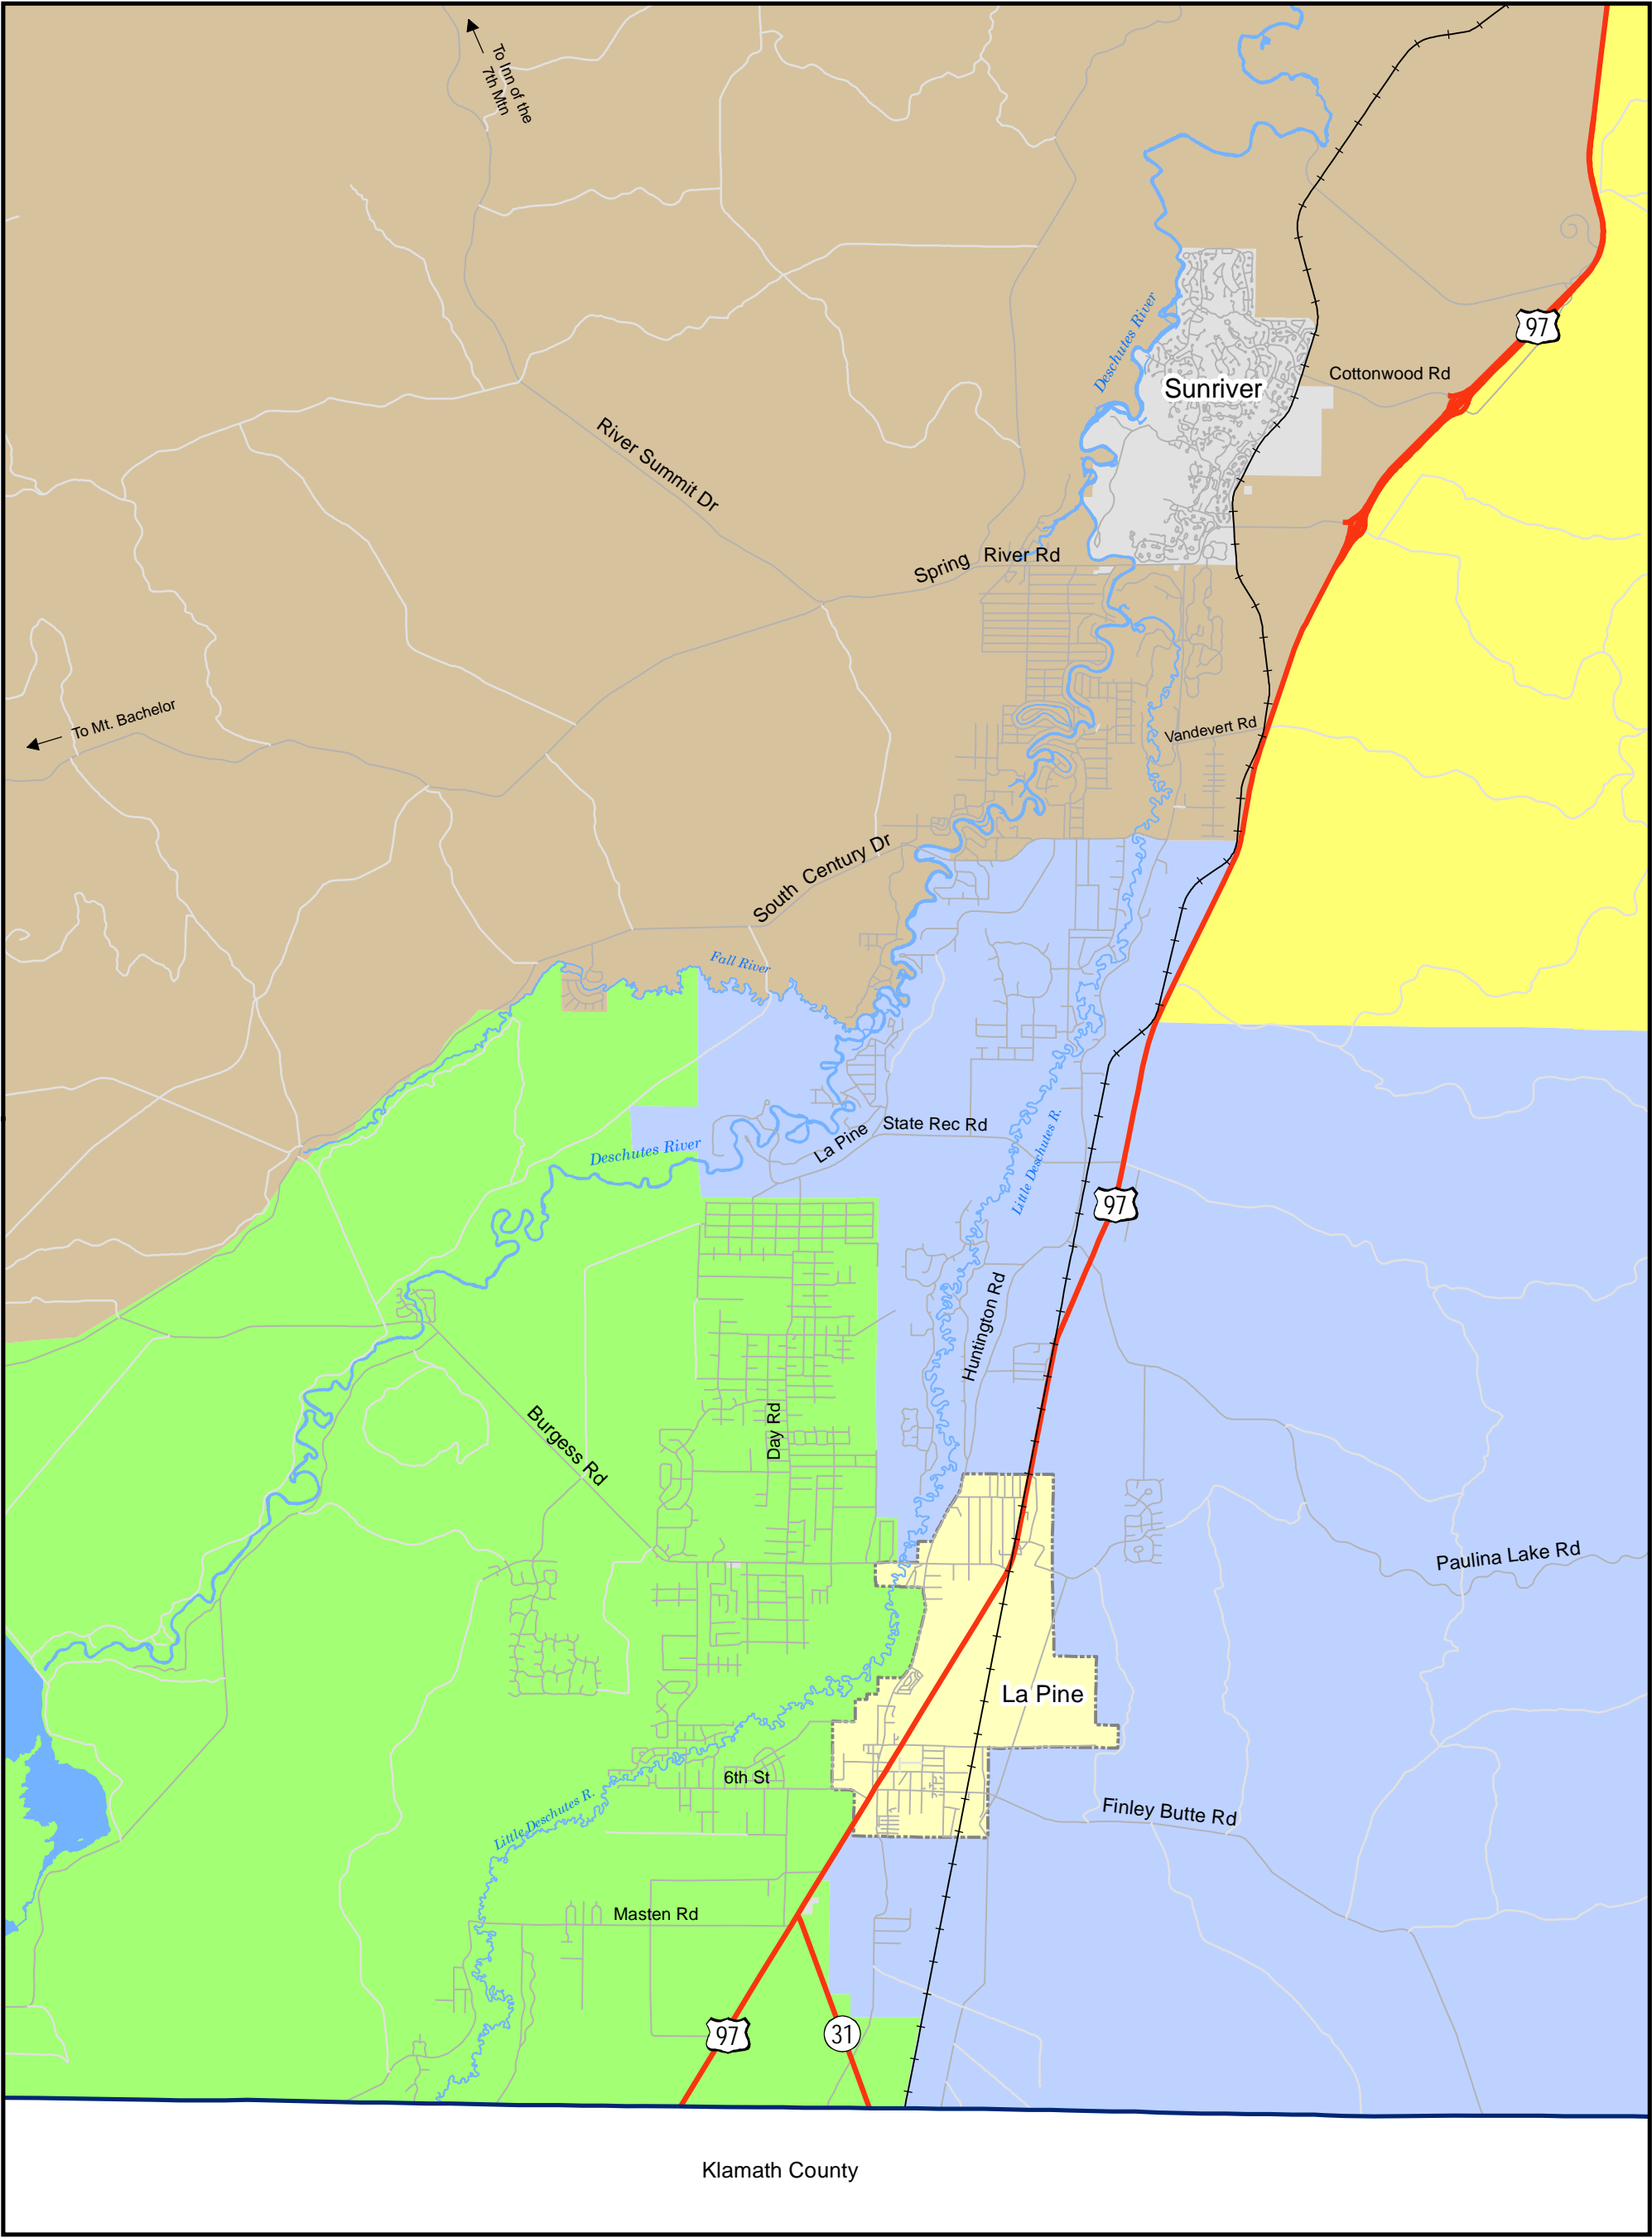 To Inn of the
7th Mtn
97
Deschutes River
Sunriver
Cottonwood Rd
River Summit Dr
Spring River Rd
To Mt. Bachelor
Vandevert Rd
South Century Dr
Fall River
State Rec Rd
La Pine
Deschutes River
Little Deschutes R.
97
Huntington Rd
Day Rd
Burgess Rd
Paulina Lake Rd
La Pine
6th St
Little Deschutes R.
Finley Butte Rd
Masten Rd
97
31
Klamath County